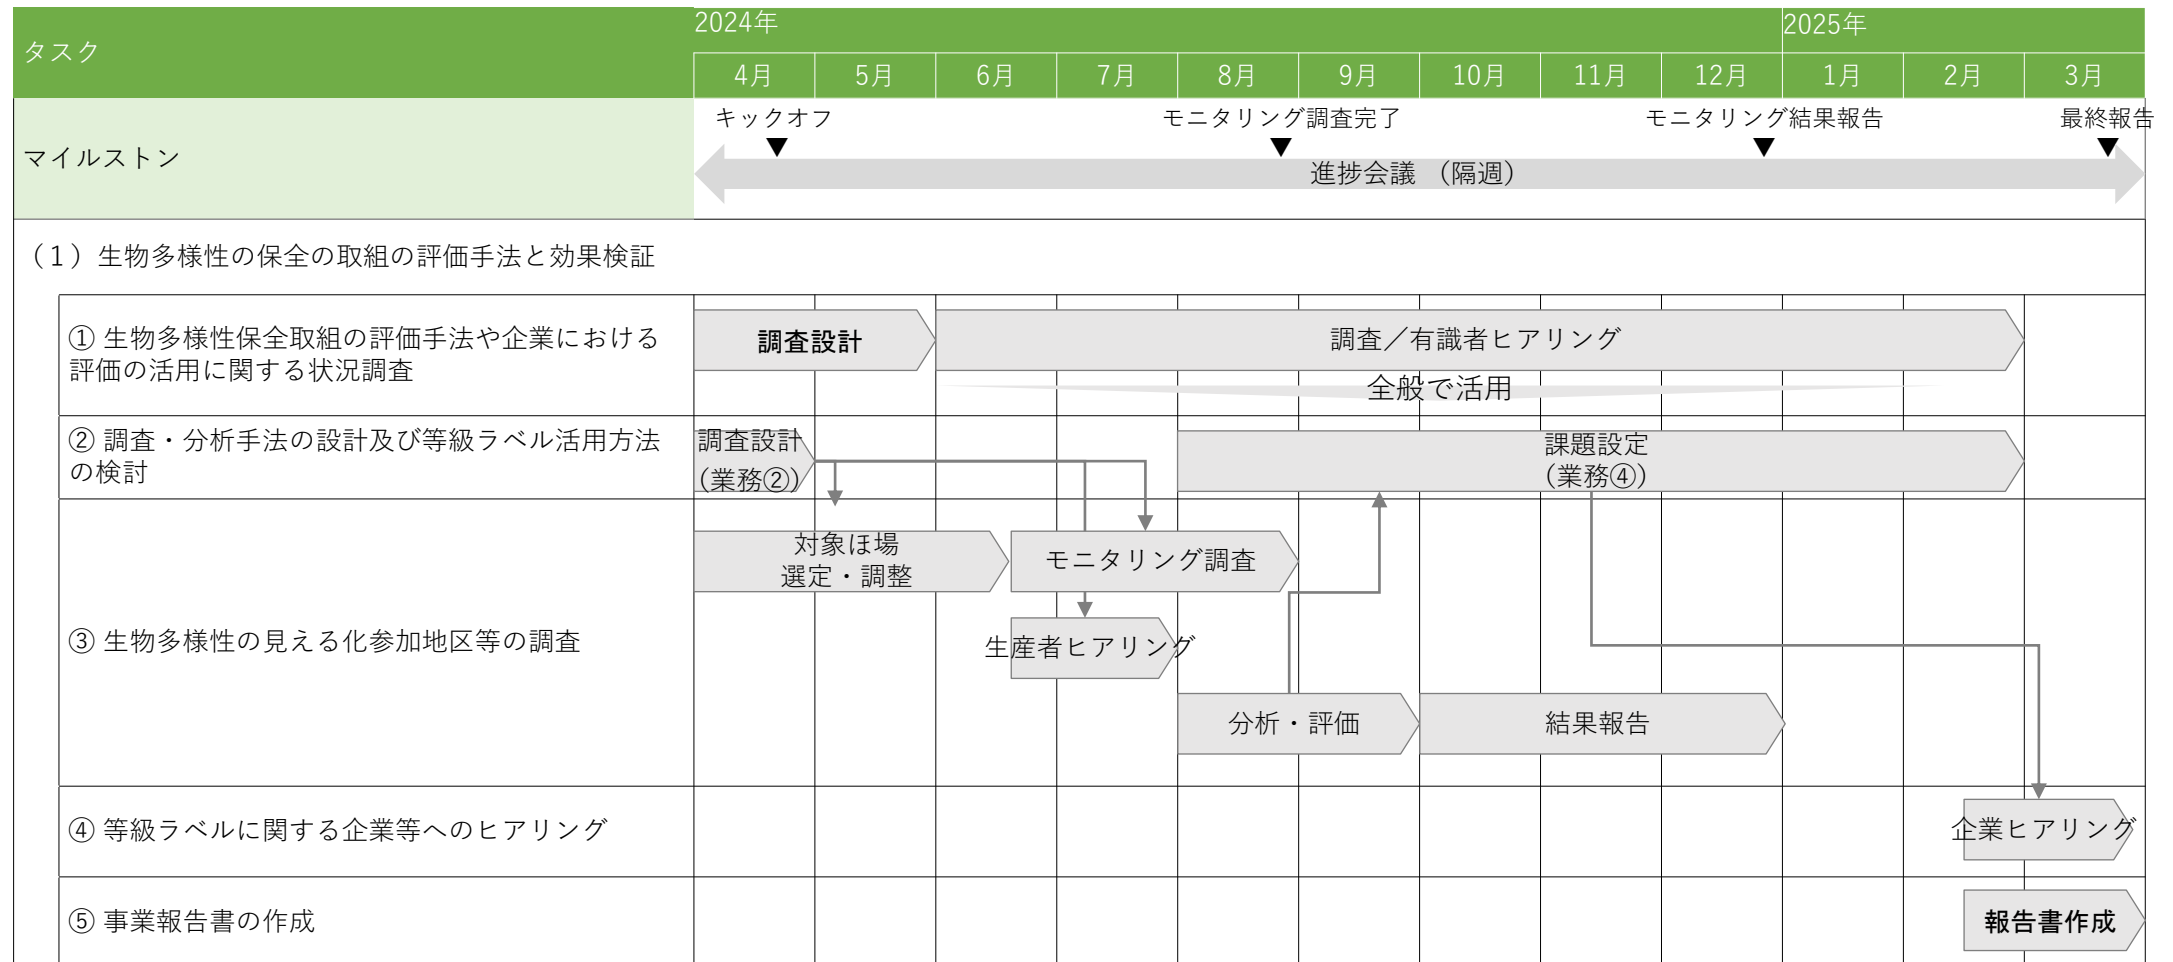 タスク
2024年
2025年
4月
5月
6月
7月
8月
9月
10月
11月
12月
1月
2月
3月
マイルストン
キックオフ
モニタリング調査完了
モニタリング結果報告
最終報告
進捗会議 （隔週）
（１）生物多様性の保全の取組の評価手法と効果検証
① 生物多様性保全取組の評価手法や企業における
評価の活用に関する状況調査
調査設計
調査／有識者ヒアリング
全般で活用
② 調査・分析手法の設計及び等級ラベル活用方法
の検討
調査設計
(業務②)
課題設定
(業務④)
③ 生物多様性の見える化参加地区等の調査
対象ほ場
選定・調整
モニタリング調査
生産者ヒアリング
分析・評価
結果報告
④ 等級ラベルに関する企業等へのヒアリング
企業ヒアリング
⑤ 事業報告書の作成
報告書作成